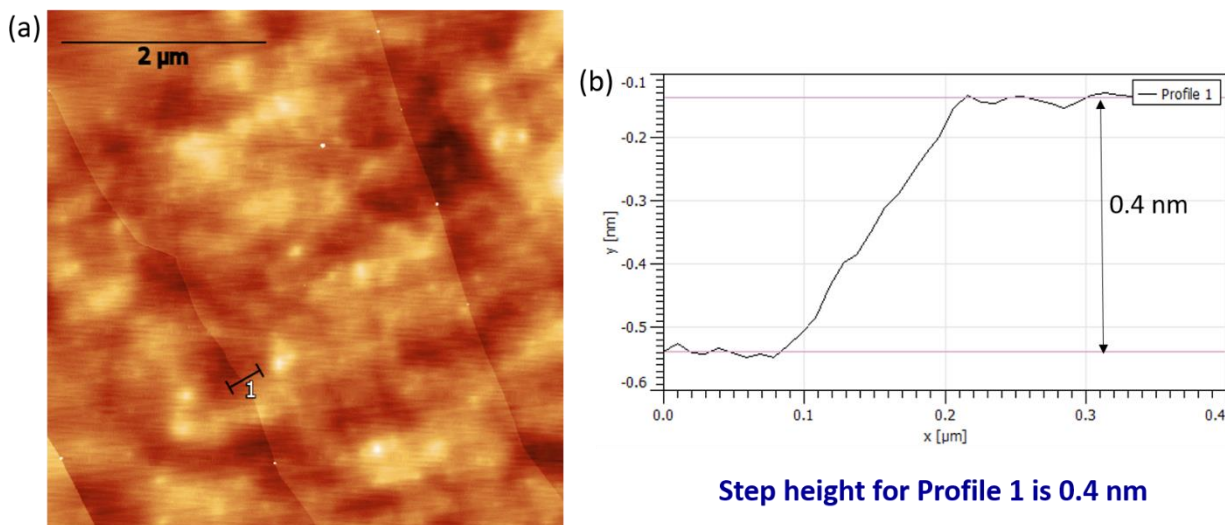 (a)
2 µm
1
(b)
Profile 1
-0.1
-0.2
-0.3
-0.4
-0.5
-0.6
y [nm]
0.4 nm
0.0 0.1 0.2 0.3 0.4
x [µm]
Step height for Profile 1 is 0.4 nm